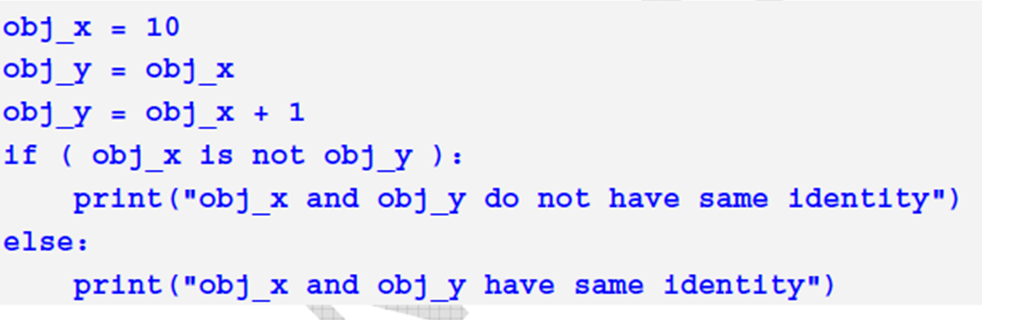 obj_x = 10
obj_y = obj_x
obj_y = obj_x + 1
if ( obj_x is not obj_y ):
    print("obj_x and obj_y do not have same identity")
else:
    print("obj_x and obj_y have same identity")